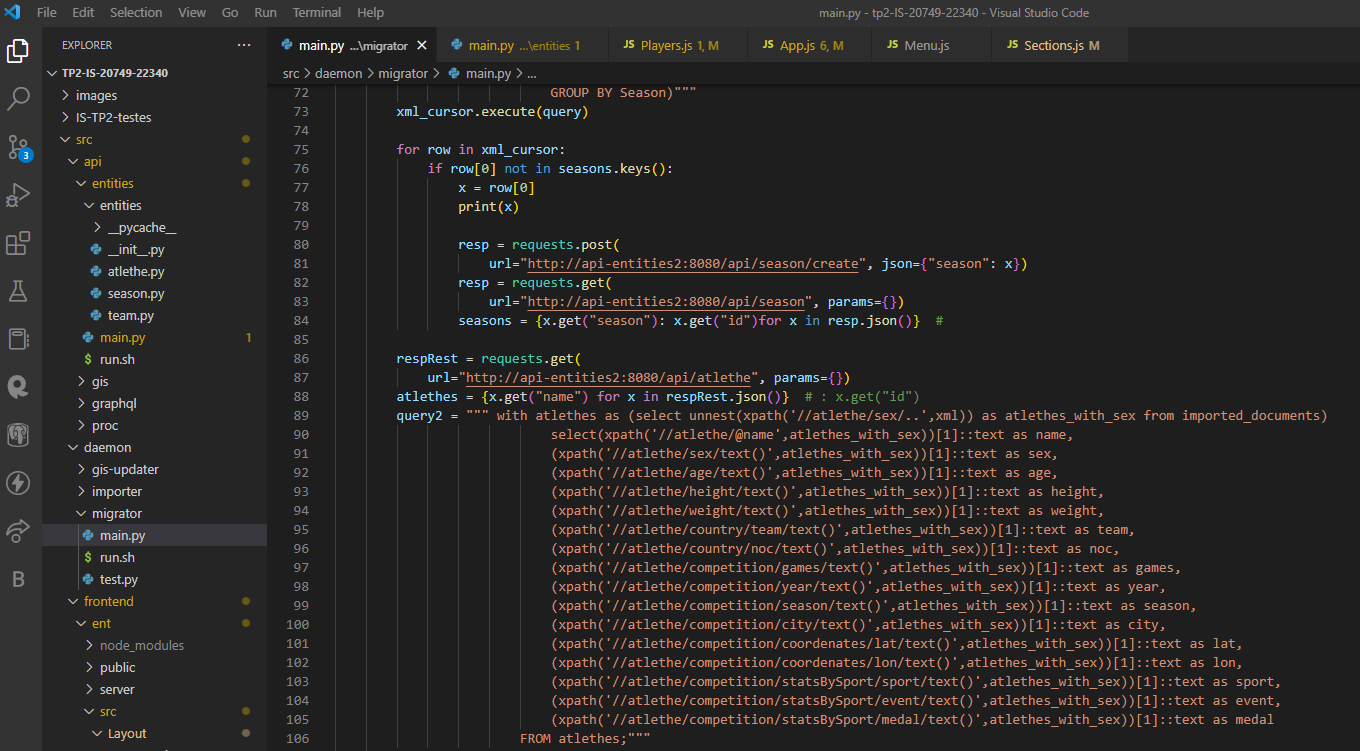 File Edit Selection View Go Run Terminal Help
main.py - tp2-IS-20749-22340 - Visual Studio Code
EXPLORER ...
main.py ...\migrator ×
main.py ...\entities 1
JS Players.js 1, M
JS App.js 6, M
JS Menu.js
JS Sections.js M
src > daemon > migrator > main.py > ...
TP2-IS-20749-22340
images
IS-TP2-testes
src
api
entities
entities
__pycache__
__init__.py
atlethe.py
season.py
team.py
main.py 1
$ run.sh
gis
graphql
proc
daemon
gis-updater
importer
migrator
main.py
$ run.sh
test.py
frontend
ent
node_modules
public
server
src
Layout
3
B
72 GROUP BY Season)"""
73 xml_cursor.execute(query)
74
75 for row in xml_cursor:
76 if row[0] not in seasons.keys():
77 x = row[0]
78 print(x)
79
80 resp = requests.post(
81 url="http://api-entities2:8080/api/season/create", json={"season": x})
82 resp = requests.get(
83 url="http://api-entities2:8080/api/season", params={})
84 seasons = {x.get("season"): x.get("id")for x in resp.json()} #
85
86 respRest = requests.get(
87 url="http://api-entities2:8080/api/atlethe", params={})
88 atlethes = {x.get("name") for x in respRest.json()} # : x.get("id")
89 query2 = """ with atlethes as (select unnest(xpath('//atlethe/sex/..',xml)) as atlethes_with_sex from imported_documents)
90 select(xpath('//atlethe/@name',atlethes_with_sex))[1]::text as name,
91 (xpath('//atlethe/sex/text()',atlethes_with_sex))[1]::text as sex,
92 (xpath('//atlethe/age/text()',atlethes_with_sex))[1]::text as age,
93 (xpath('//atlethe/height/text()',atlethes_with_sex))[1]::text as height,
94 (xpath('//atlethe/weight/text()',atlethes_with_sex))[1]::text as weight,
95 (xpath('//atlethe/country/team/text()',atlethes_with_sex))[1]::text as team,
96 (xpath('//atlethe/country/noc/text()',atlethes_with_sex))[1]::text as noc,
97 (xpath('//atlethe/competition/games/text()',atlethes_with_sex))[1]::text as games,
98 (xpath('//atlethe/competition/year/text()',atlethes_with_sex))[1]::text as year,
99 (xpath('//atlethe/competition/season/text()',atlethes_with_sex))[1]::text as season,
100 (xpath('//atlethe/competition/city/text()',atlethes_with_sex))[1]::text as city,
101 (xpath('//atlethe/competition/coordenates/lat/text()',atlethes_with_sex))[1]::text as lat,
102 (xpath('//atlethe/competition/coordenates/lon/text()',atlethes_with_sex))[1]::text as lon,
103 (xpath('//atlethe/competition/statsBySport/sport/text()',atlethes_with_sex))[1]::text as sport,
104 (xpath('//atlethe/competition/statsBySport/event/text()',atlethes_with_sex))[1]::text as event,
105 (xpath('//atlethe/competition/statsBySport/medal/text()',atlethes_with_sex))[1]::text as medal
106 FROM atlethes;"""